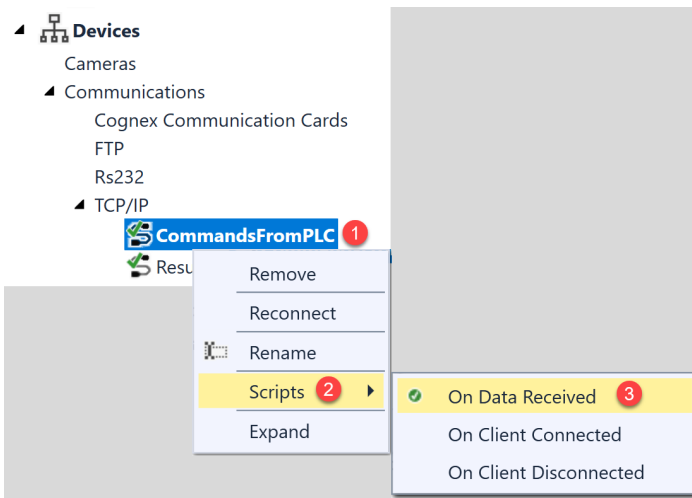 Devices
Cameras
Communications
Cognex Communication Cards
FTP
Rs232
TCP/IP
CommandsFromPLC 1
Resu
Remove
Reconnect
Rename
Scripts 2
Expand
On Data Received 3
On Client Connected
On Client Disconnected